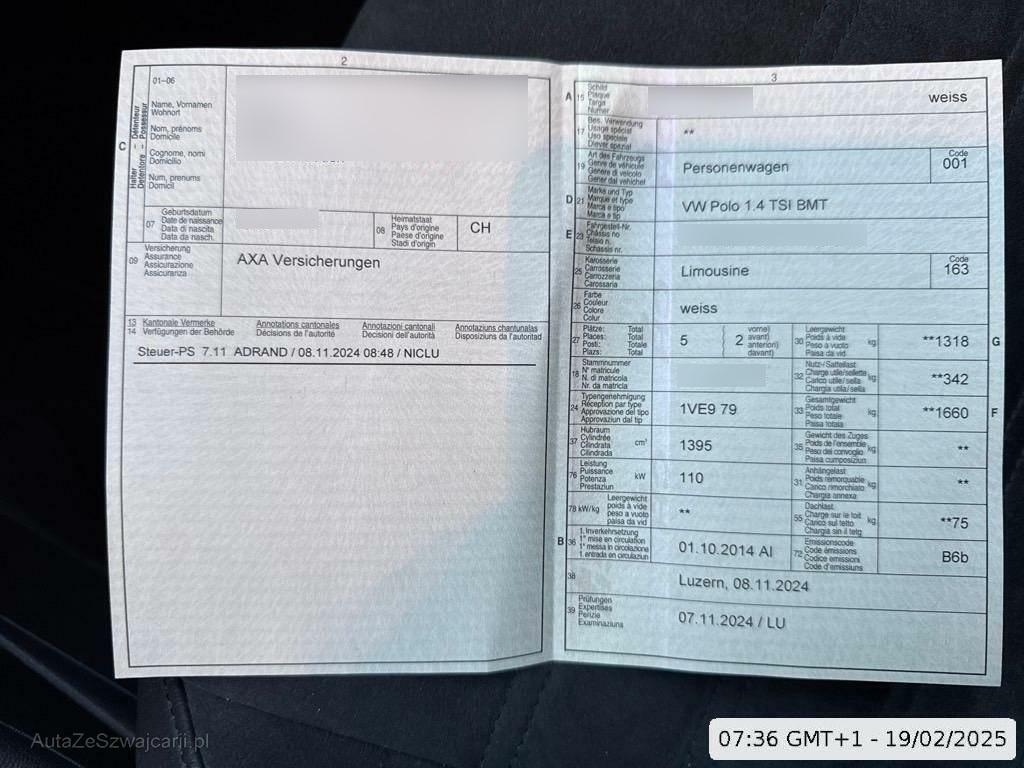 2
01-06
C
Halter – Détenteur
Detentore – Possessur
Name, Vornamen
Wohnort
Nom, prénoms
Domicile
Cognome, nomi
Domicilio
Num, prenums
Domicil
07
Geburtsdatum
Date de naissance
Data di nascita
Data da nasch.
08
Heimatstaat
Pays d'origine
Paese d'origine
Stadi d'origin
CH
09
Versicherung
Assurance
Assicurazione
Assicuranza
AXA Versicherungen
13 Kantonale Vermerke Annotations cantonales Annotazioni cantonali Annotaziuns chantunalas
14 Verfügungen der Behörde Décisions de l'autorité Decisioni dell'autorità Disposiziuns da l'autoritad
Steuer-PS 7.11 ADRAND / 08.11.2024 08:48 / NICLU
3
A 15
Schild
Plaque
Targa
Numer
weiss
17
Bes. Verwendung
Usage spécial
Uso speciale
Diever spezial
**
19
Art des Fahrzeugs
Genre de véhicule
Genere di veicolo
Gener dal vehichel
Personenwagen
Code
001
D 21
Marke und Typ
Marque et type
Marca e tipo
Marca e tip
VW Polo 1.4 TSI BMT
E 23
Fahrgestell-Nr.
Châssis no
Telaio n.
Schassis nr.
25
Karosserie
Carrosserie
Carrozzeria
Carossaria
Limousine
Code
163
26
Farbe
Couleur
Colore
Colur
weiss
27
Plätze: Total
Places: Total
Posti: Totale
Plazs: Total
5
2
vorne)
avant)
anteriori)
davant)
30
Leergewicht
Poids à vide
Peso a vuoto
Paisa da vid
kg
**1318
G
18
Stammnummer
N° matricule
N. di matricola
Nr. da matricla
32
Nutz-/Sattellast
Charge utile/sellette
Carico utile/sella
Chargia utila/sella
kg
**342
24
Typengenehmigung
Réception par type
Approvazione del tipo
Approvaziun dal tip
1VE9 79
33
Gesamtgewicht
Poids total
Peso totale
Paisa totala
kg
**1660
F
37
Hubraum
Cylindrée
Cilindrata
Cilindrada
cm³
1395
35
Gewicht des Zuges
Poids de l'ensemble
Peso del convoglio
Paisa cumposiziun
kg
**
76
Leistung
Puissance
Potenza
Prestaziun
kW
110
31
Anhängelast
Poids remorquable
Carico rimorchiato
Chargia annexa
kg
**
78 kW/kg
Leergewicht
poids à vide
peso a vuoto
paisa da vid
**
55
Dachlast
Charge sur le toit
Carico sul tetto
Chargia sin il tetg
kg
**75
B 36
1. Inverkehrsetzung
1re mise en circulation
1a messa in circolazione
1. entrada en circulaziun
01.10.2014 AI
72
Emissionscode
Code émissions
Codice emissioni
Code d'emissiuns
B6b
38
Luzern, 08.11.2024
39
Prüfungen
Expertises
Perizie
Examinaziuns
07.11.2024 / LU
AutaZeSzwajcarii.pl
07:36 GMT+1 - 19/02/2025